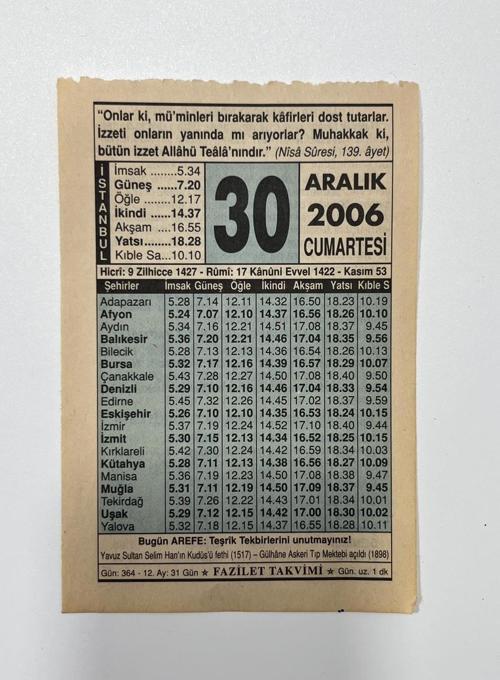 "Onlar ki, mü'minleri bırakarak kâfirleri dost tutarlar.
İzzeti onların yanında mı arıyorlar? Muhakkak ki,
bütün izzet Allâhü Teâlâ'nındır." (Nisâ Sûresi, 139. âyet)
İSTANBUL
İmsak ........5.34
Güneş ......7.20
Öğle .......12.17
İkindi ......14.37
Akşam ....16.55
Yatsı.......18.28
Kıble Sa...10.10
30
ARALIK
2006
CUMARTESİ
Hicrî: 9 Zilhicce 1427 - Rûmî: 17 Kânûni Evvel 1422 - Kasım 53
Şehirler İmsak Güneş Öğle İkindi Akşam Yatsı Kıble S
Adapazarı 5.28 7.14 12.11 14.32 16.50 18.23 10.19
Afyon 5.24 7.07 12.10 14.37 16.56 18.26 10.10
Aydın 5.34 7.16 12.21 14.51 17.08 18.37 9.45
Balıkesir 5.36 7.20 12.21 14.46 17.04 18.35 9.56
Bilecik 5.28 7.13 12.13 14.36 16.54 18.26 10.13
Bursa 5.32 7.17 12.16 14.39 16.57 18.29 10.07
Çanakkale 5.43 7.28 12.27 14.50 17.08 18.40 9.50
Denizli 5.29 7.10 12.16 14.46 17.04 18.33 9.54
Edirne 5.45 7.32 12.26 14.45 17.02 18.37 9.59
Eskişehir 5.26 7.10 12.10 14.35 16.53 18.24 10.15
İzmir 5.37 7.19 12.24 14.52 17.10 18.40 9.44
İzmit 5.30 7.15 12.13 14.34 16.52 18.25 10.15
Kırklareli 5.42 7.30 12.24 14.42 16.59 18.34 10.03
Kütahya 5.28 7.11 12.13 14.38 16.56 18.27 10.09
Manisa 5.36 7.19 12.23 14.50 17.08 18.38 9.47
Muğla 5.31 7.11 12.19 14.50 17.09 18.37 9.45
Tekirdağ 5.39 7.26 12.22 14.43 17.01 18.34 10.01
Uşak 5.29 7.12 12.15 14.42 17.00 18.30 10.02
Yalova 5.32 7.18 12.15 14.37 16.55 18.28 10.11
Bugün AREFE: Teşrîk Tekbirlerini unutmayınız!
Yavuz Sultan Selim Han'ın Kudüs'ü fethi (1517) – Gülhâne Askeri Tıp Mektebi açıldı (1898)
Gün: 364 - 12. Ay: 31 Gün ★ FAZİLET TAKVİMİ ★ Gün. uz. 1 dk